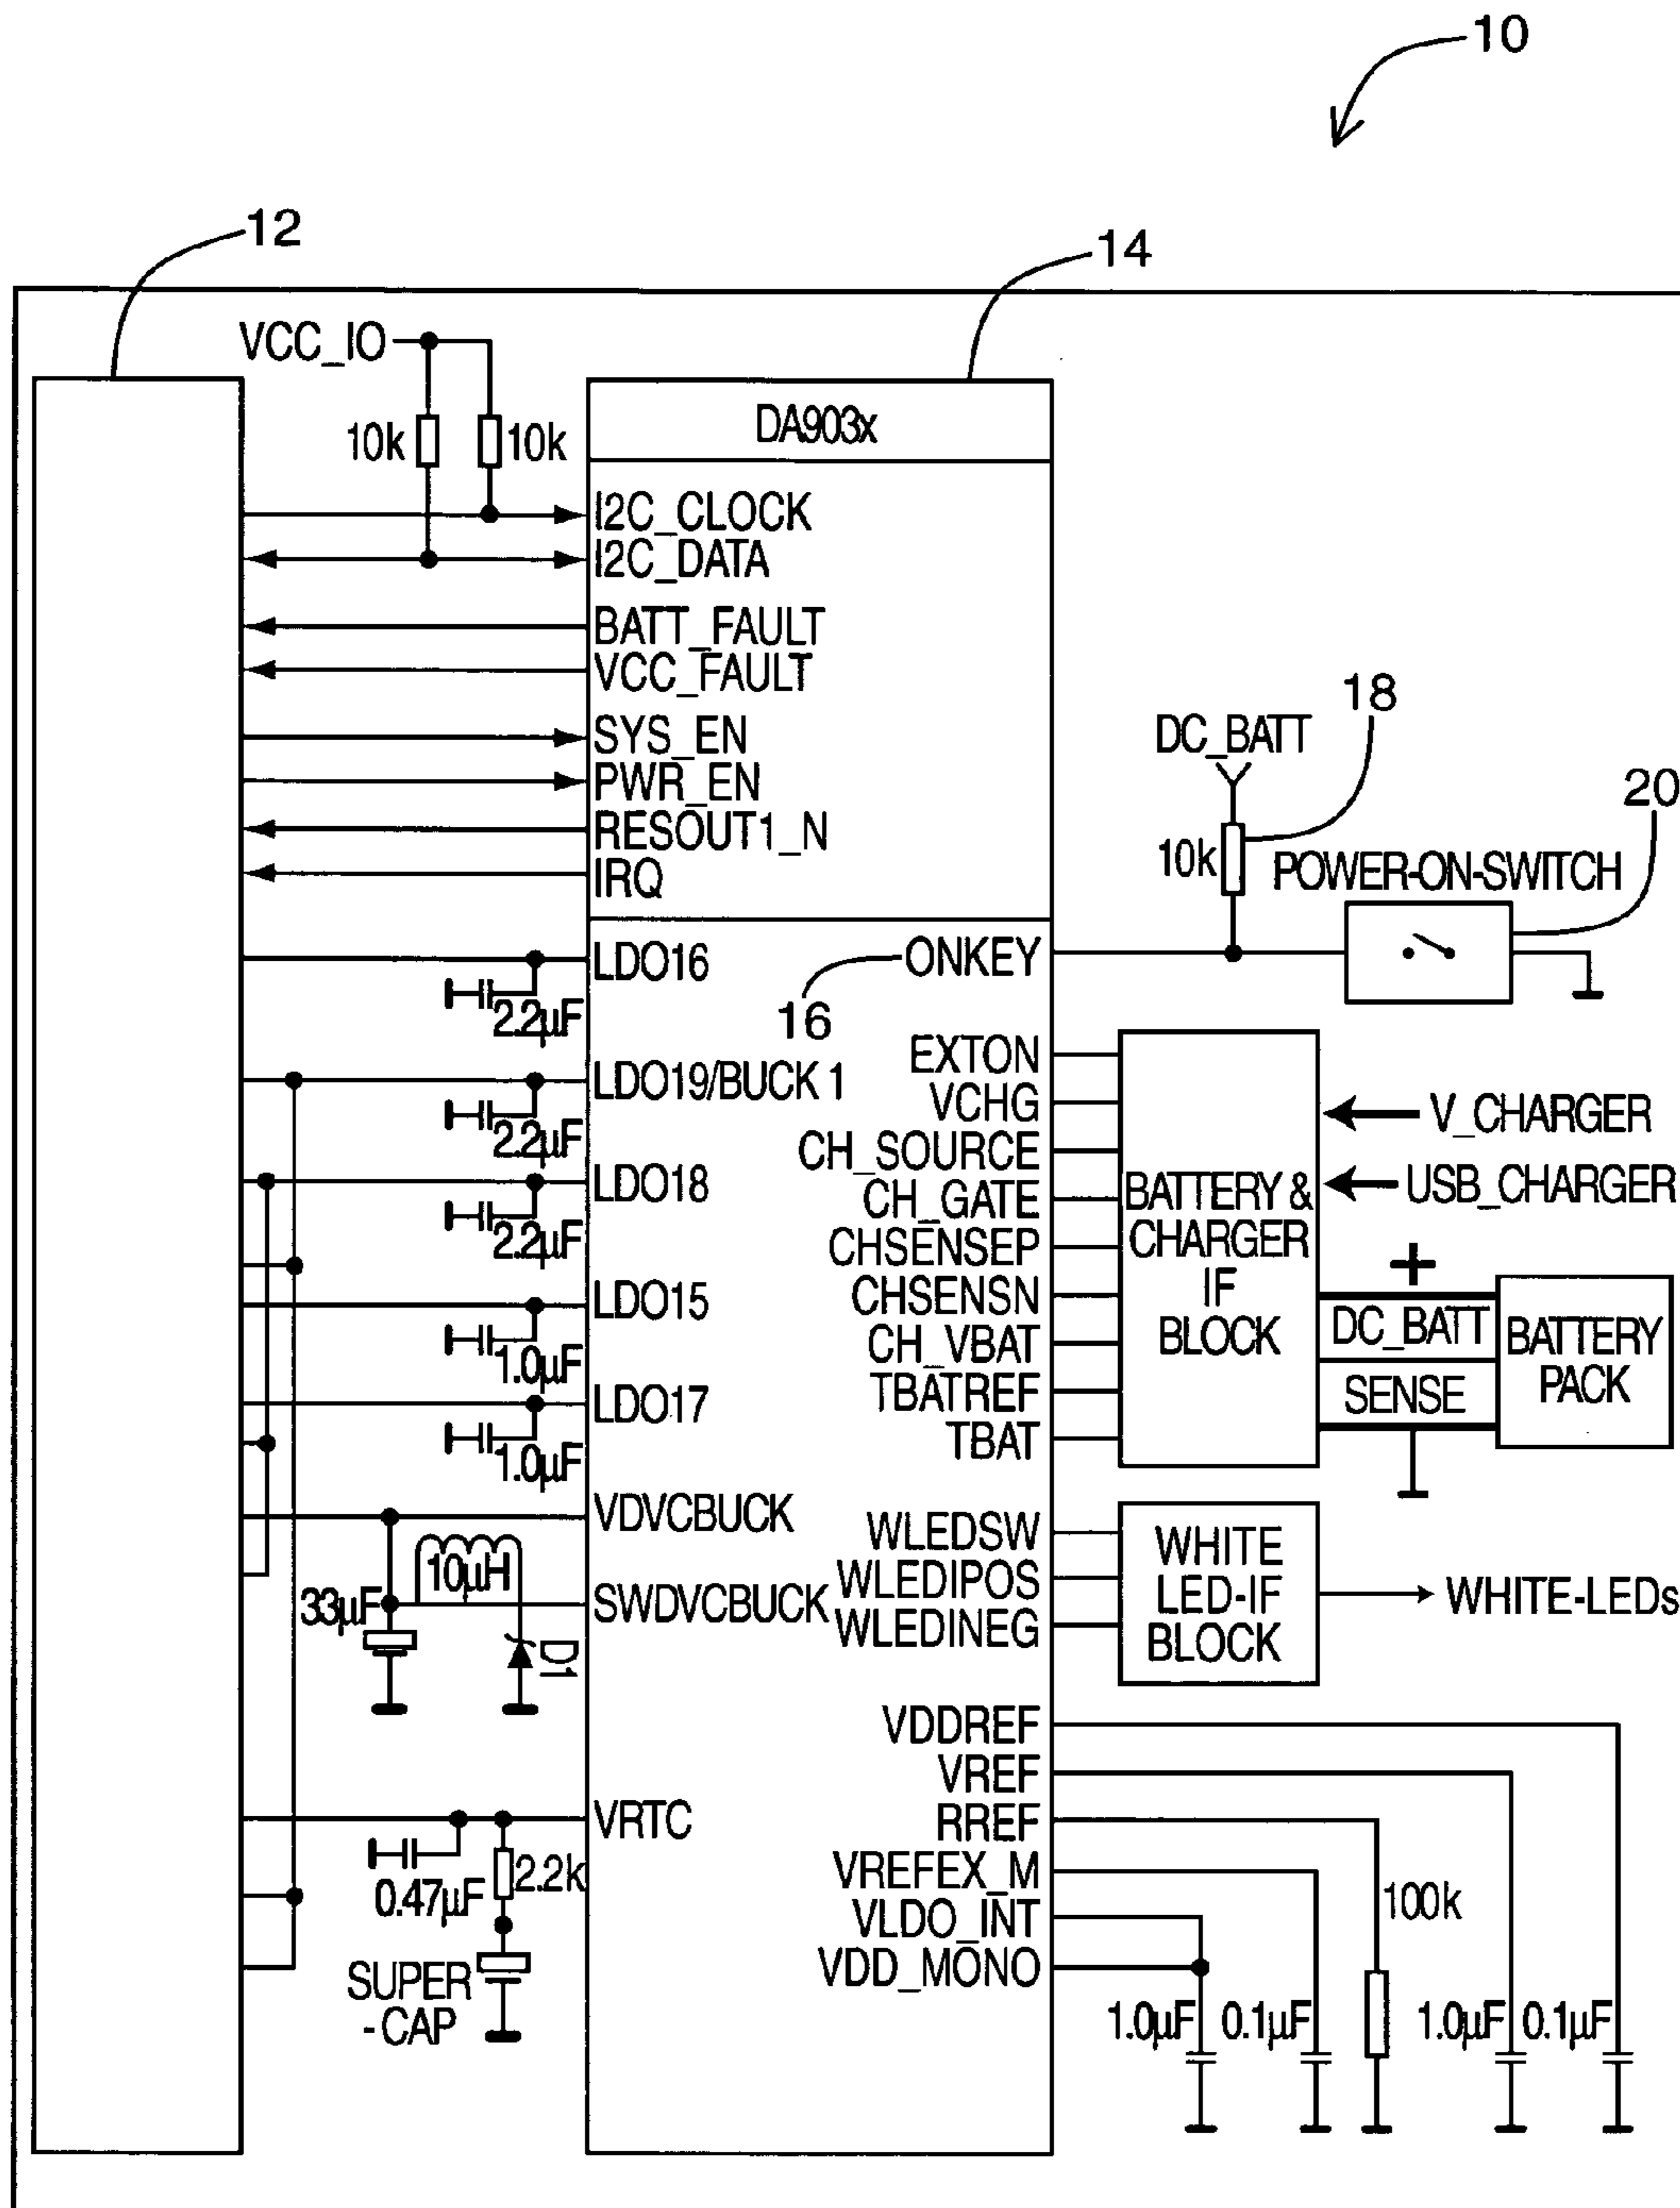 10
12
14
VCC_IO
10k
10k
DA903x
I2C_CLOCK
I2C_DATA
BATT_FAULT
VCC_FAULT
SYS_EN
PWR_EN
RESOUT1_N
IRQ
18
DC_BATT
20
10k
POWER-ON-SWITCH
LDO16
2.2µF
ONKEY
16
LDO19/BUCK 1
2.2µF
LDO18
2.2µF
LDO15
1.0µF
LDO17
1.0µF
EXTON
VCHG
CH_SOURCE
CH_GATE
CHSENSEP
CHSENSN
CH_VBAT
TBATREF
TBAT
BATTERY &
CHARGER
IF
BLOCK
V_CHARGER
USB_CHARGER
+
DC_BATT
SENSE
BATTERY
PACK
VDVCBUCK
10µH
33µF
SWDVCBUCK
D1
WLEDSW
WLEDIPOS
WLEDINEG
WHITE
LED-IF
BLOCK
WHITE-LEDs
VRTC
0.47µF
2.2k
SUPER
-CAP
VDDREF
VREF
RREF
VREFEX_M
VLDO_INT
VDD_MONO
100k
1.0µF
0.1µF
1.0µF
0.1µF